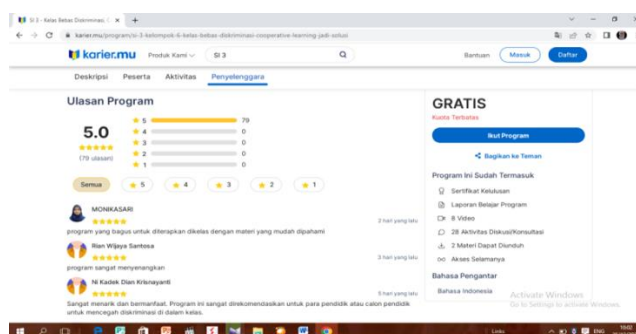 SI 3 - Kelas Bebas Diskriminasi: C
karier.mu/program/si-3-kelompok-6-kelas-bebas-diskriminasi-cooperative-learning-jadi-solusi
karier.mu
Produk Kami
SI 3
Bantuan
Masuk
Daftar
Deskripsi
Peserta
Aktivitas
Penyelenggara
Ulasan Program
5.0
(79 ulasan)
5 79
4 0
3 0
2 0
1 0
Semua
5
4
3
2
1
MONIKASARI
2 hari yang lalu
program yang bagus untuk diterapkan dikelas dengan materi yang mudah dipahami
Rian Wijaya Santosa
3 hari yang lalu
program sangat menyenangkan
Ni Kadek Dian Krisnayanti
5 hari yang lalu
Sangat menarik dan bermanfaat. Program ini sangat direkomendasikan untuk para pendidik atau calon pendidik
untuk mencegah diskriminasi di dalam kelas.
GRATIS
Kuota Terbatas
Ikut Program
Bagikan ke Teman
Program Ini Sudah Termasuk
Sertifikat Kelulusan
Laporan Belajar Program
8 Video
28 Aktivitas Diskusi/Konsultasi
2 Materi Dapat Diunduh
Akses Selamanya
Bahasa Pengantar
Bahasa Indonesia
Activate Windows
Go to Settings to activate Windows.
Links
ENG